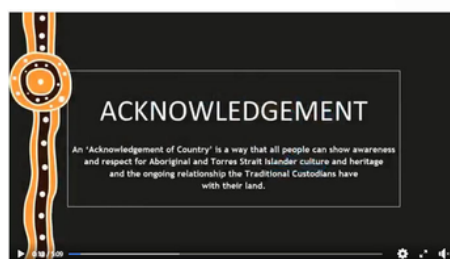 ACKNOWLEDGEMENT
An 'Acknowledgement of Country' is a way that all people can show awareness
and respect for Aboriginal and Torres Strait Islander culture and heritage
and the ongoing relationship the Traditional Custodians have
with their land.